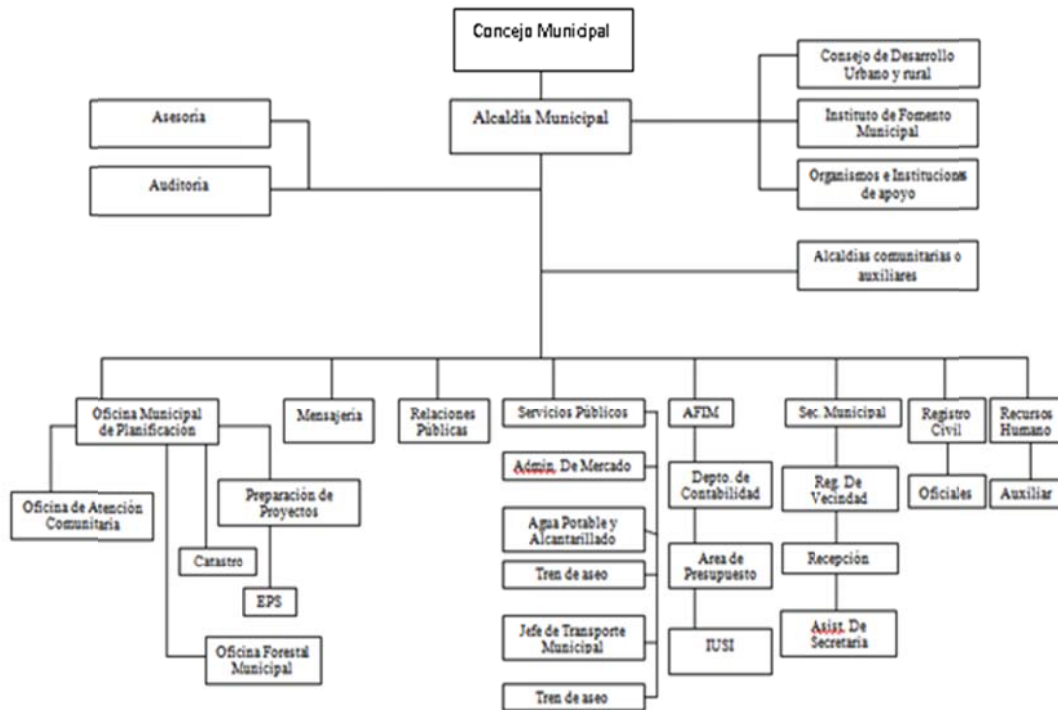 Concejo Municipal
Consejo de Desarrollo
Urbano y rural
Asesoria
Alcaldía Municipal
Instituto de Fomento
Municipal
Auditoria
Organismos e Instituciones
de apoyo
Alcaldías comunitarias o
auxiliares
Oficina Municipal
de Planificación
Mensajería
Relaciones
Públicas
Servicios Públicos
AFIM
Sec. Municipal
Registro
Civil
Recursos
Humano
Admin. De Mercado
Depto. de
Contabilidad
Reg. De
Vecindad
Oficiales
Auxiliar
Oficina de Atención
Comunitaria
Preparación de
Proyectos
Agua Potable y
Alcantarillado
Catastro
Area de
Presupuesto
Recepción
Tren de aseo
EPS
Jefe de Transporte
Municipal
IUSI
Asist. De
Secretaria
Oficina Forestal
Municipal
Tren de aseo